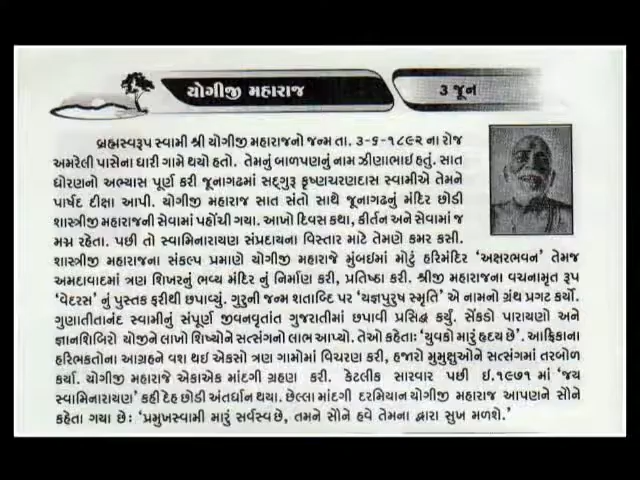 યોગીજી મહારાજ
૩ જૂન
બ્રહ્મસ્વરૂપ સ્વામી શ્રી યોગીજી મહારાજનો જન્મ તા. ૩-૬-૧૮૯૨ ના રોજ
અમરેલી પાસેના ધારી ગામે થયો હતો. તેમનું બાળપણનું નામ ઝીણાભાઈ હતું. સાત
ધોરણનો અભ્યાસ પૂર્ણ કરી જૂનાગઢમાં સદ્‌ગુરુ કૃષ્ણચરણદાસ સ્વામીએ તેમને
પાર્ષદ દીક્ષા આપી. યોગીજી મહારાજ સાત સંતો સાથે જૂનાગઢનું મંદિર છોડી
શાસ્ત્રીજી મહારાજની સેવામાં પહોંચી ગયા. આખો દિવસ કથા, કીર્તન અને સેવામાં જ
મગ્ન રહેતા. પછી તો સ્વામિનારાયણ સંપ્રદાયના વિસ્તાર માટે તેમણે કમર કસી.
શાસ્ત્રીજી મહારાજના સંકલ્પ પ્રમાણે યોગીજી મહારાજે મુંબઈમાં મોટું હરિમંદિર ‘અક્ષરભવન’ તેમજ
અમદાવાદમાં ત્રણ શિખરનું ભવ્ય મંદિર નું નિર્માણ કરી, પ્રતિષ્ઠા કરી. શ્રીજી મહારાજના વચનામૃત રૂપ
‘વેદરસ’ નું પુસ્તક ફરીથી છપાવ્યું. ગુરુની જન્મ શતાબ્દિ પર ‘યજ્ઞપુરુષ સ્મૃતિ’ એ નામનો ગ્રંથ પ્રગટ કર્યો.
ગુણાતીતાનંદ સ્વામીનું સંપૂર્ણ જીવનવૃતાંત ગુજરાતીમાં છપાવી પ્રસિદ્ધ કર્યું. સેંકડો પારાયણો અને
જ્ઞાનશિબિરો યોજીને લાખો શિષ્યોને સત્સંગનો લાભ આપ્યો. તેઓ કહેતાઃ ‘યુવકો મારું હૃદય છે’. આફ્રિકાના
હરિભક્તોના આગ્રહને વશ થઈ એકસો ત્રણ ગામોમાં વિચરણ કરી, હજારો મુમુક્ષુઓને સત્સંગમાં તરબોળ
કર્યા. યોગીજી મહારાજે એકાએક માંદગી ગ્રહણ કરી. કેટલીક સારવાર પછી ઈ.૧૯૭૧ માં ‘જય
સ્વામિનારાયણ’ કહી દેહ છોડી અંતર્ધાન થયા. છેલ્લા માંદગી દરમિયાન યોગીજી મહારાજ આપણને સૌને
કહેતા ગયા છેઃ ‘પ્રમુખસ્વામી મારું સર્વસ્વ છે, તમને સૌને હવે તેમના દ્વારા સુખ મળશે.’